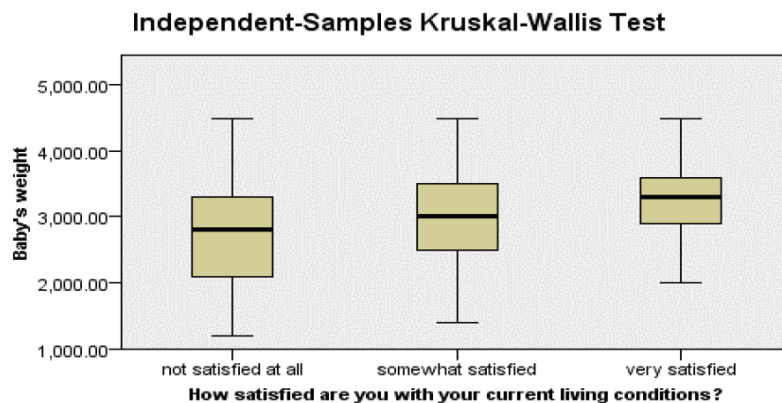 Independent-Samples Kruskal-Wallis Test
5,000.00
4,000.00
3,000.00
2,000.00
1,000.00
Baby's weight
not satisfied at all
somewhat satisfied
very satisfied
How satisfied are you with your current living conditions?